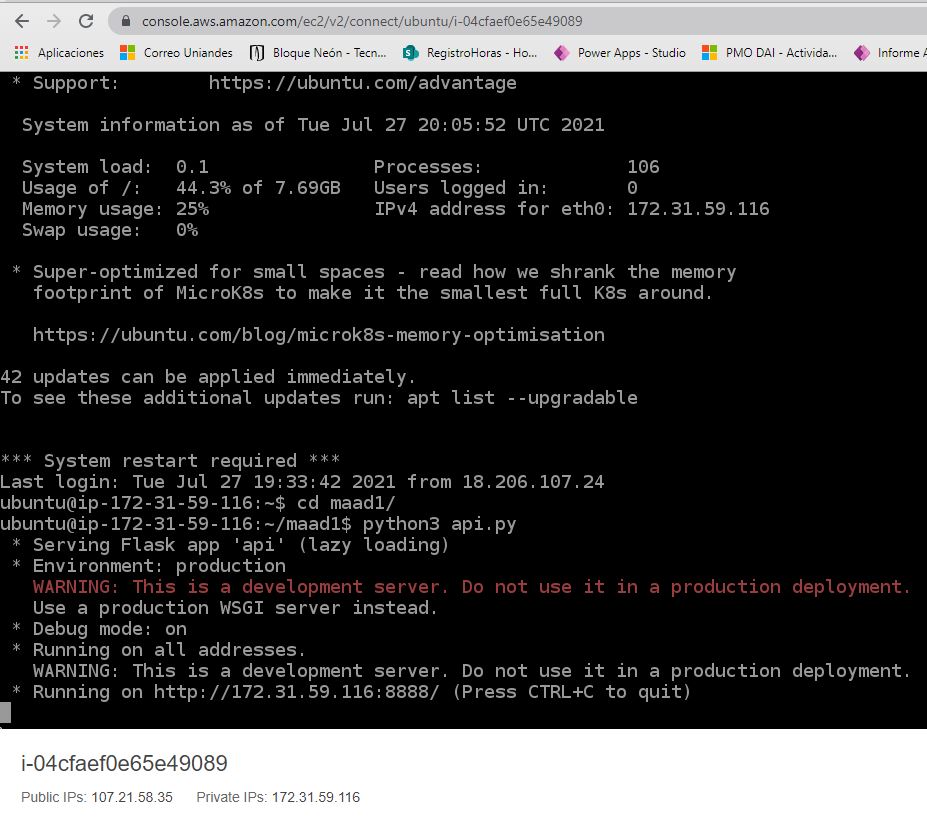 console.aws.amazon.com/ec2/v2/connect/ubuntu/i-04cfaef0e65e49089
Aplicaciones Correo Uniandes Bloque Neón - Tecn... RegistroHoras - Ho... Power Apps - Studio PMO DAI - Activida... Informe A
* Support: https://ubuntu.com/advantage
System information as of Tue Jul 27 20:05:52 UTC 2021
System load: 0.1 Processes: 106
Usage of /: 44.3% of 7.69GB Users logged in: 0
Memory usage: 25% IPv4 address for eth0: 172.31.59.116
Swap usage: 0%
* Super-optimized for small spaces - read how we shrank the memory
footprint of MicroK8s to make it the smallest full K8s around.
https://ubuntu.com/blog/microk8s-memory-optimisation
42 updates can be applied immediately.
To see these additional updates run: apt list --upgradable
*** System restart required ***
Last login: Tue Jul 27 19:33:42 2021 from 18.206.107.24
ubuntu@ip-172-31-59-116:~$ cd maad1/
ubuntu@ip-172-31-59-116:~/maad1$ python3 api.py
* Serving Flask app 'api' (lazy loading)
* Environment: production
WARNING: This is a development server. Do not use it in a production deployment.
Use a production WSGI server instead.
* Debug mode: on
* Running on all addresses.
WARNING: This is a development server. Do not use it in a production deployment.
* Running on http://172.31.59.116:8888/ (Press CTRL+C to quit)
i-04cfaef0e65e49089
Public IPs: 107.21.58.35 Private IPs: 172.31.59.116